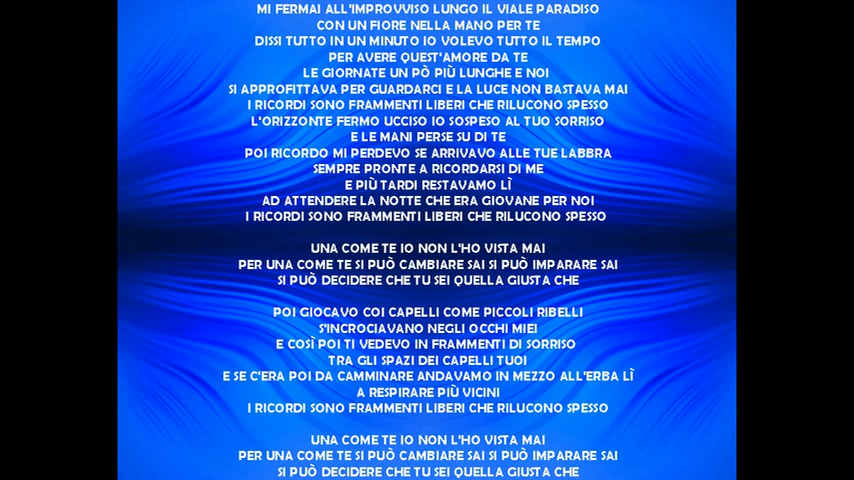 MI FERMAI ALL'IMPROVVISO LUNGO IL VIALE PARADISO
CON UN FIORE NELLA MANO PER TE
DISSI TUTTO IN UN MINUTO IO VOLEVO TUTTO IL TEMPO
PER AVERE QUEST'AMORE DA TE
LE GIORNATE UN PÒ PIÙ LUNGHE E NOI
SI APPROFITTAVA PER GUARDARCI E LA LUCE NON BASTAVA MAI
I RICORDI SONO FRAMMENTI LIBERI CHE RILUCONO SPESSO
L'ORIZZONTE FERMO UCCISO IO SOSPESO AL TUO SORRISO
E LE MANI PERSE SU DI TE
POI RICORDO MI PERDEVO SE ARRIVAVO ALLE TUE LABBRA
SEMPRE PRONTE A RICORDARSI DI ME
E PIÙ TARDI RESTAVAMO LÌ
AD ATTENDERE LA NOTTE CHE ERA GIOVANE PER NOI
I RICORDI SONO FRAMMENTI LIBERI CHE RILUCONO SPESSO
UNA COME TE IO NON L'HO VISTA MAI
PER UNA COME TE SI PUÒ CAMBIARE SAI SI PUÒ IMPARARE SAI
SI PUÒ DECIDERE CHE TU SEI QUELLA GIUSTA CHE
POI GIOCAVO COI CAPELLI COME PICCOLI RIBELLI
S'INCROCIAVANO NEGLI OCCHI MIEI
E COSÌ POI TI VEDEVO IN FRAMMENTI DI SORRISO
TRA GLI SPAZI DEI CAPELLI TUOI
E SE C'ERA POI DA CAMMINARE ANDAVAMO IN MEZZO ALL'ERBA LÌ
A RESPIRARE PIÙ VICINI
I RICORDI SONO FRAMMENTI LIBERI CHE RILUCONO SPESSO
UNA COME TE IO NON L'HO VISTA MAI
PER UNA COME TE SI PUÒ CAMBIARE SAI SI PUÒ IMPARARE SAI
SI PUÒ DECIDERE CHE TU SEI QUELLA GIUSTA CHE